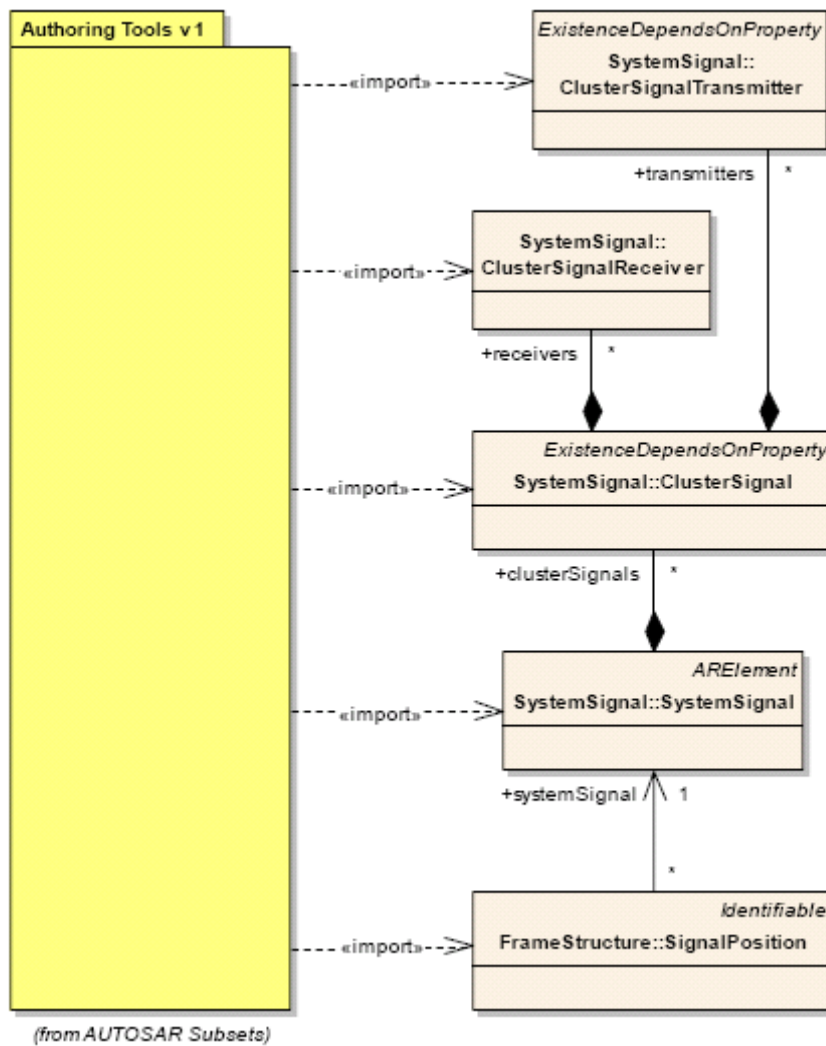 Authoring Tools v1
ExistenceDependsOnProperty
SystemSignal::
ClusterSignalTransmitter
«import»
+transmitters *
SystemSignal::
ClusterSignalReceiver
«import»
+receivers *
ExistenceDependsOnProperty
SystemSignal::ClusterSignal
«import»
+clusterSignals *
ARElement
SystemSignal::SystemSignal
«import»
+systemSignal 1
*
Identifiable
FrameStructure::SignalPosition
«import»
(from AUTOSAR Subsets)